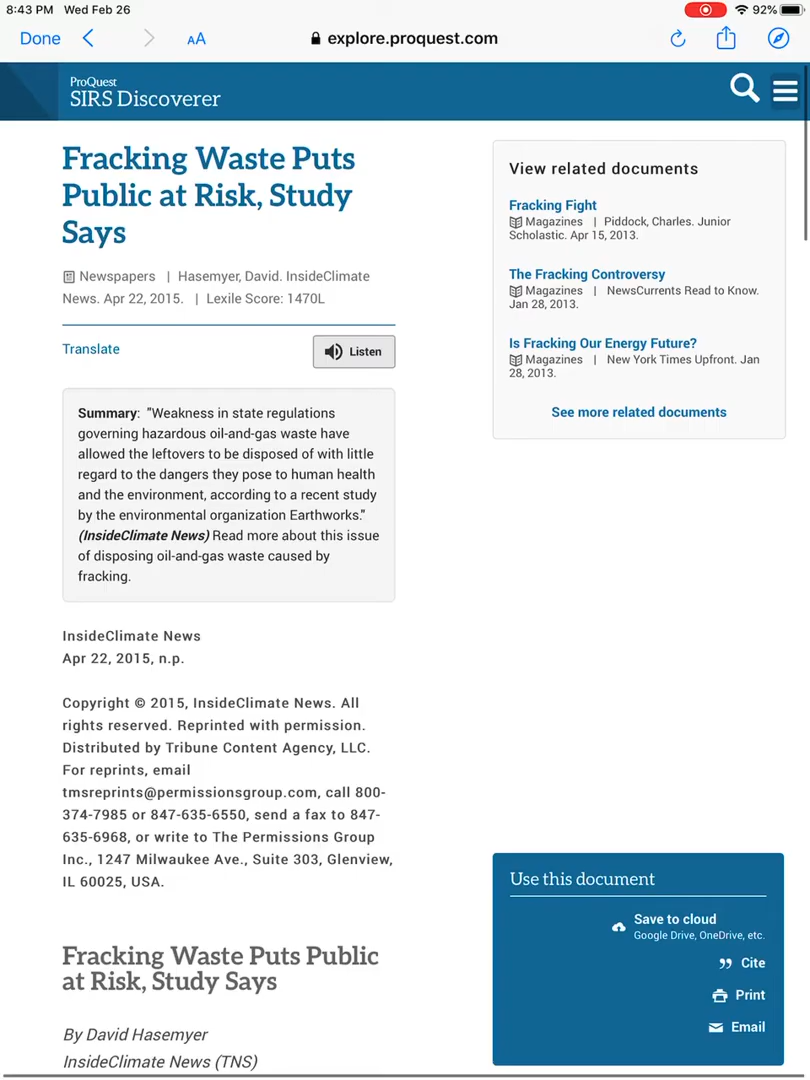 8:43 PM Wed Feb 26
92%
Done
AA
explore.proquest.com
ProQuest
SIRS Discoverer
Fracking Waste Puts
Public at Risk, Study
Says
Newspapers | Hasemyer, David. InsideClimate
News. Apr 22, 2015. | Lexile Score: 1470L
Translate
Listen
Summary: "Weakness in state regulations
governing hazardous oil-and-gas waste have
allowed the leftovers to be disposed of with little
regard to the dangers they pose to human health
and the environment, according to a recent study
by the environmental organization Earthworks."
(InsideClimate News) Read more about this issue
of disposing oil-and-gas waste caused by
fracking.
InsideClimate News
Apr 22, 2015, n.p.
Copyright © 2015, InsideClimate News. All
rights reserved. Reprinted with permission.
Distributed by Tribune Content Agency, LLC.
For reprints, email
tmsreprints@permissionsgroup.com, call 800-
374-7985 or 847-635-6550, send a fax to 847-
635-6968, or write to The Permissions Group
Inc., 1247 Milwaukee Ave., Suite 303, Glenview,
IL 60025, USA.
Fracking Waste Puts Public
at Risk, Study Says
By David Hasemyer
InsideClimate News (TNS)
View related documents
Fracking Fight
Magazines | Piddock, Charles. Junior
Scholastic. Apr 15, 2013.
The Fracking Controversy
Magazines | NewsCurrents Read to Know.
Jan 28, 2013.
Is Fracking Our Energy Future?
Magazines | New York Times Upfront. Jan
28, 2013.
See more related documents
Use this document
Save to cloud
Google Drive, OneDrive, etc.
Cite
Print
Email